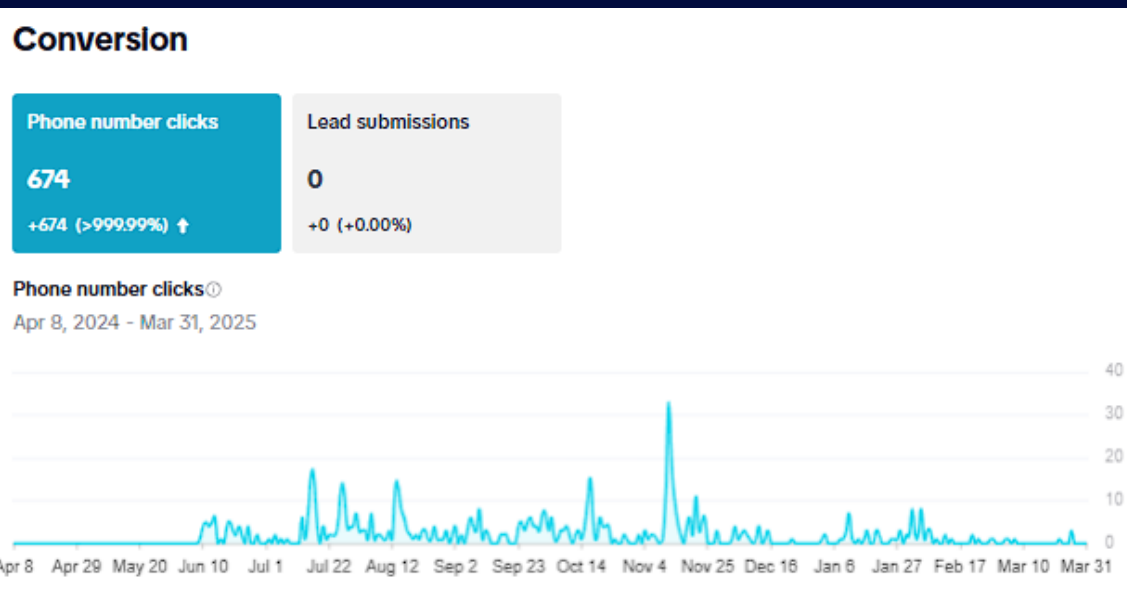 Conversion
Phone number clicks
674
+674 (>999.99%)
Lead submissions
0
+0 (+0.00%)
Phone number clicks
Apr 8, 2024 - Mar 31, 2025
40
30
20
10
0
Apr 8 Apr 29 May 20 Jun 10 Jul 1 Jul 22 Aug 12 Sep 2 Sep 23 Oct 14 Nov 4 Nov 25 Dec 16 Jan 6 Jan 27 Feb 17 Mar 10 Mar 31